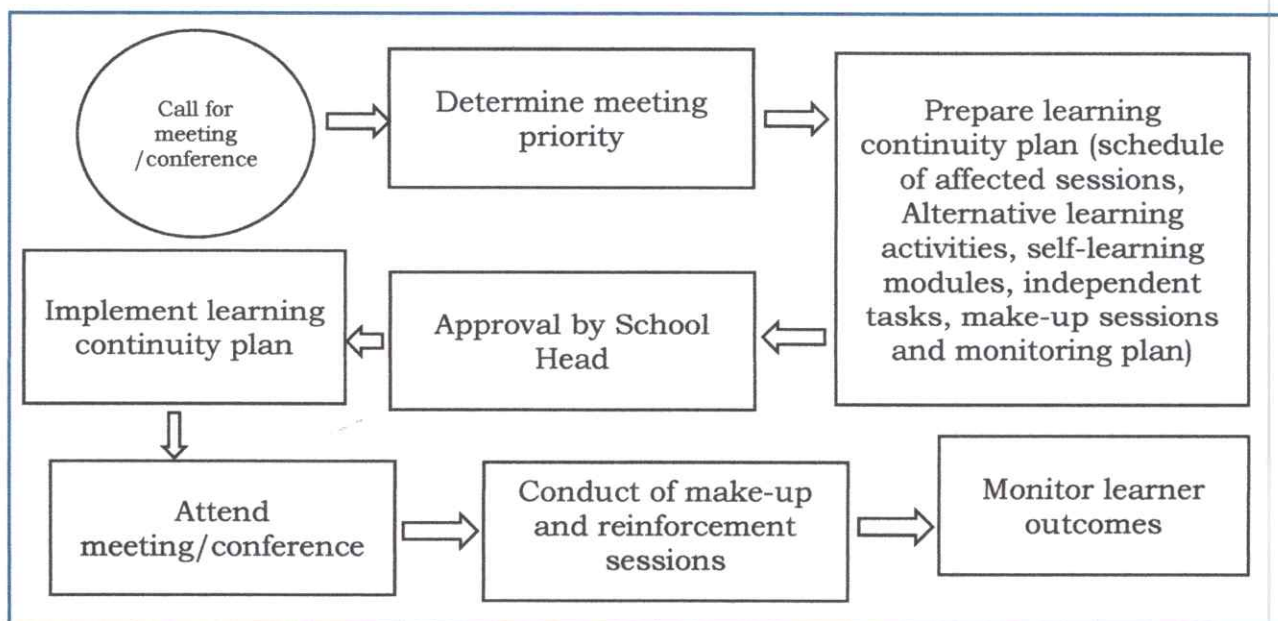 Call for
meeting
/conference
Determine meeting
priority
Prepare learning
continuity plan (schedule
of affected sessions,
Alternative learning
activities, self-learning
modules, independent
tasks, make-up sessions
and monitoring plan)
Approval by School
Head
Implement learning
continuity plan
Attend
meeting/conference
Conduct of make-up
and reinforcement
sessions
Monitor learner
outcomes